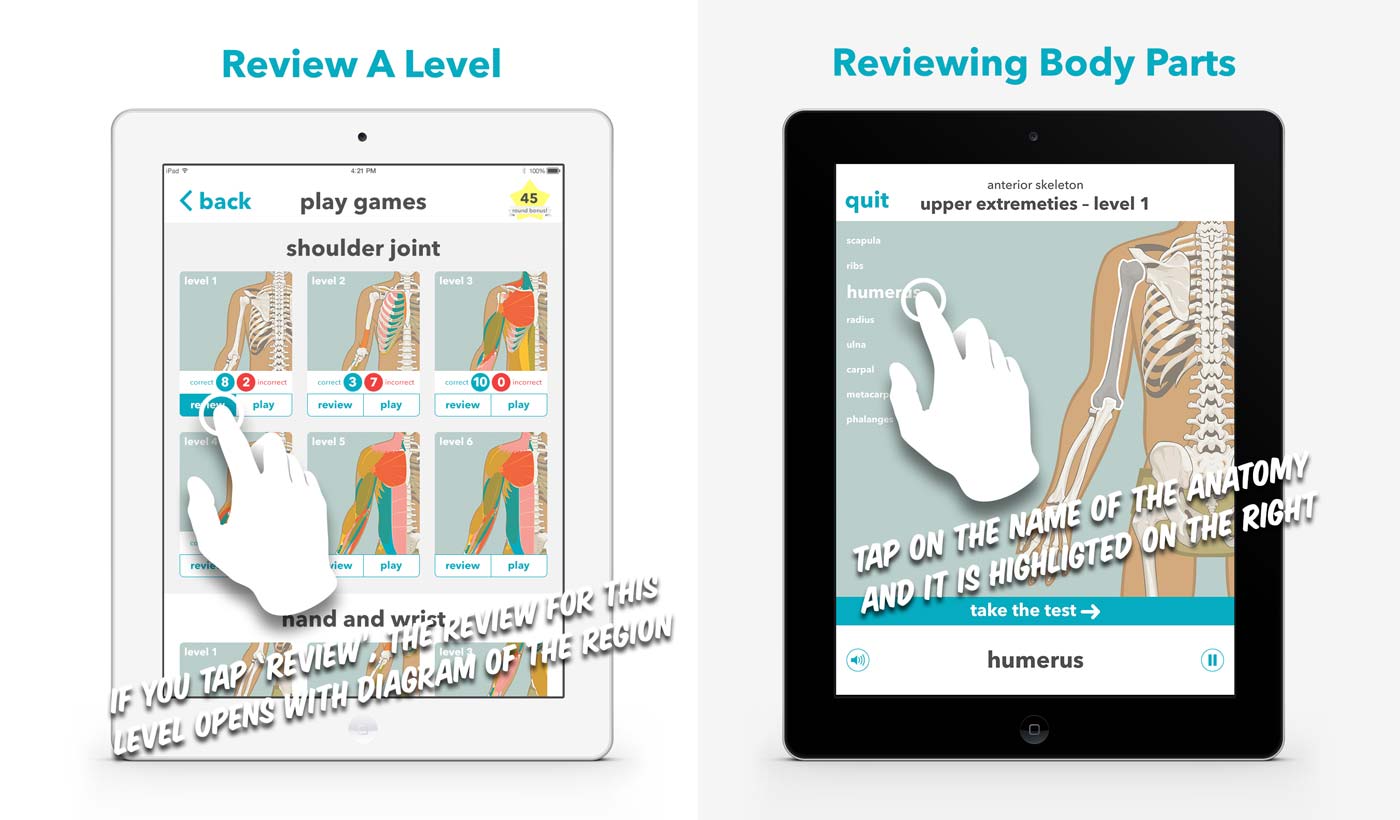 Review A Level
iPad
4:21 PM
100%
back
play games
45
round bonus!
shoulder joint
level 1
level 2
level 3
correct 8 2 incorrect
correct 3 7 incorrect
correct 10 0 incorrect
review play
review play
review play
level 4
level 5
level 6
review play
review play
hand and wrist
level 1
level 3
IF YOU TAP 'REVIEW', THE REVIEW FOR THIS
LEVEL OPENS WITH DIAGRAM OF THE REGION
Reviewing Body Parts
quit
anterior skeleton
upper extremeties – level 1
scapula
ribs
humerus
radius
ulna
carpal
phalanges
TAP ON THE NAME OF THE ANATOMY
AND IT IS HIGHLIGTED ON THE RIGHT
take the test
humerus